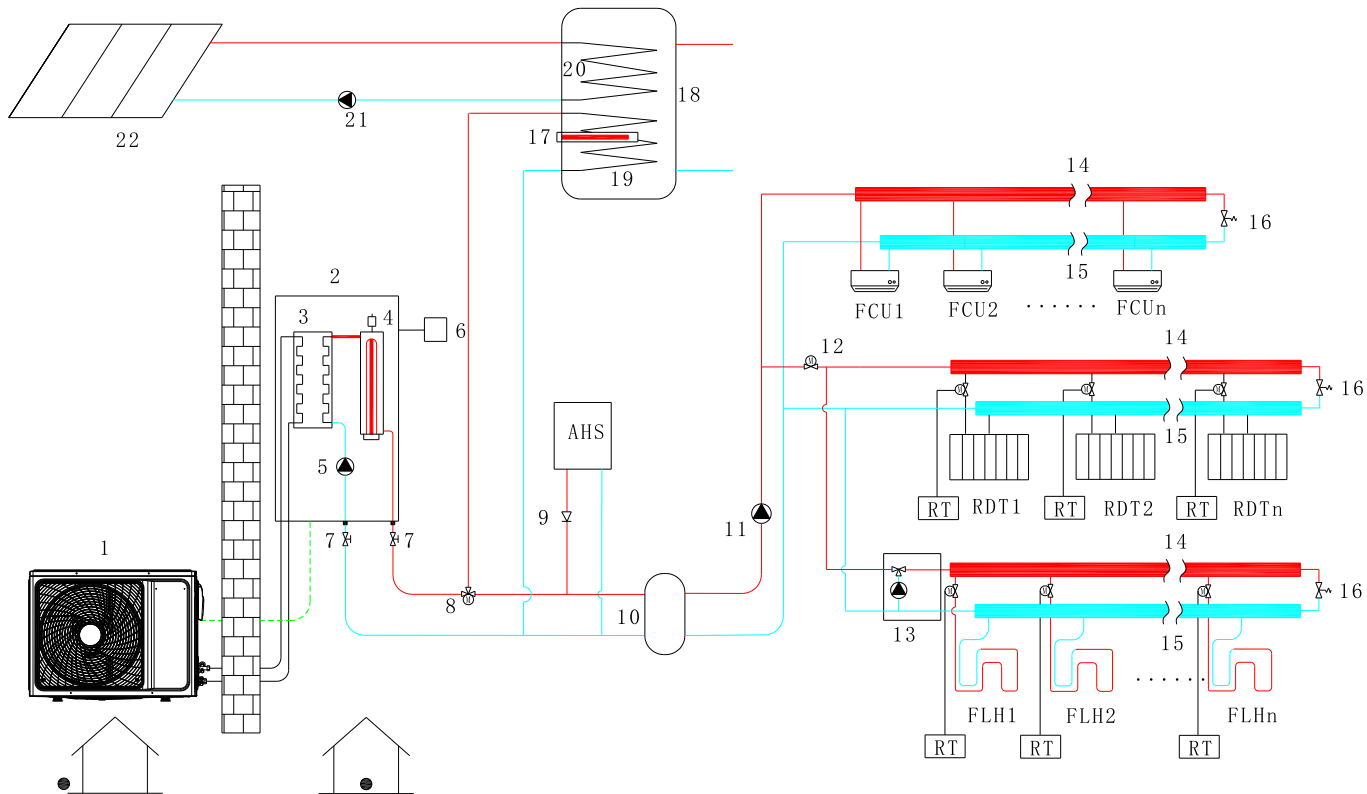 20
18
21
22
17
19
14
16
15
2
FCU1
FCU2
. . . . . .
FCUn
3
4
6
12
14
16
AHS
15
5
RDT1
RDT2
RDTn
RT
RT
RT
9
11
7
7
1
14
16
8
10
13
15
. . . . . .
FLH1
FLH2
FLHn
RT
RT
RT